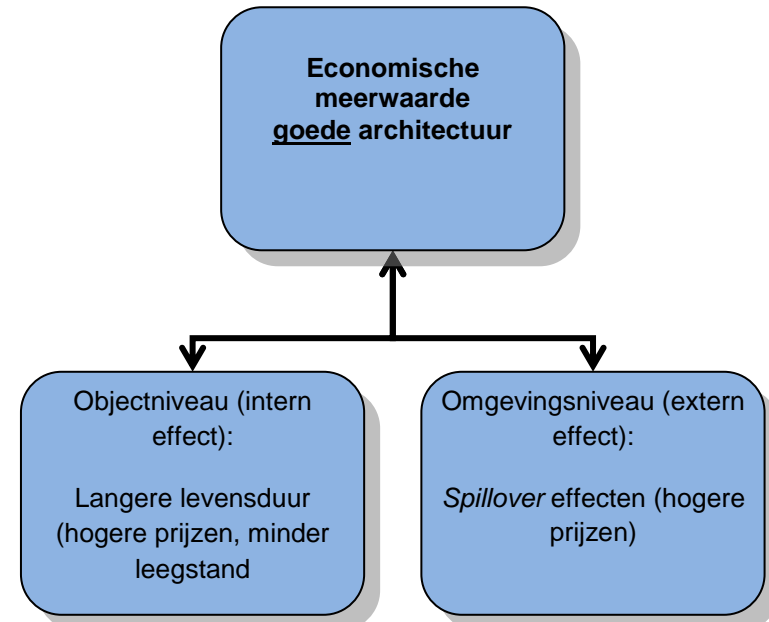 Economische
meerwaarde
goede architectuur
Objectniveau (intern
effect):
Langere levensduur
(hogere prijzen, minder
leegstand
Omgevingsniveau (extern
effect):
Spillover effecten (hogere
prijzen)